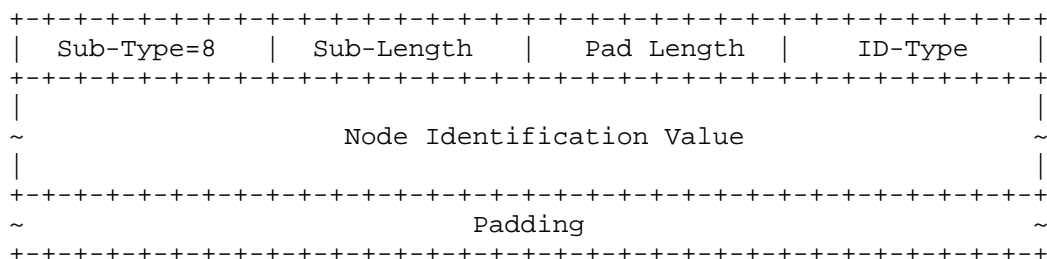 +-+-+-+-+-+-+-+-+-+-+-+-+-+-+-+-+-+-+-+-+-+-+-+-+-+-+-+-+-+-+-+-+
|  Sub-Type=8   |  Sub-Length   |   Pad Length  |    ID-Type    |
+-+-+-+-+-+-+-+-+-+-+-+-+-+-+-+-+-+-+-+-+-+-+-+-+-+-+-+-+-+-+-+-+
|                                                               |
~                    Node Identification Value                  ~
|                                                               |
+-+-+-+-+-+-+-+-+-+-+-+-+-+-+-+-+-+-+-+-+-+-+-+-+-+-+-+-+-+-+-+-+
~                            Padding                            ~
+-+-+-+-+-+-+-+-+-+-+-+-+-+-+-+-+-+-+-+-+-+-+-+-+-+-+-+-+-+-+-+-+